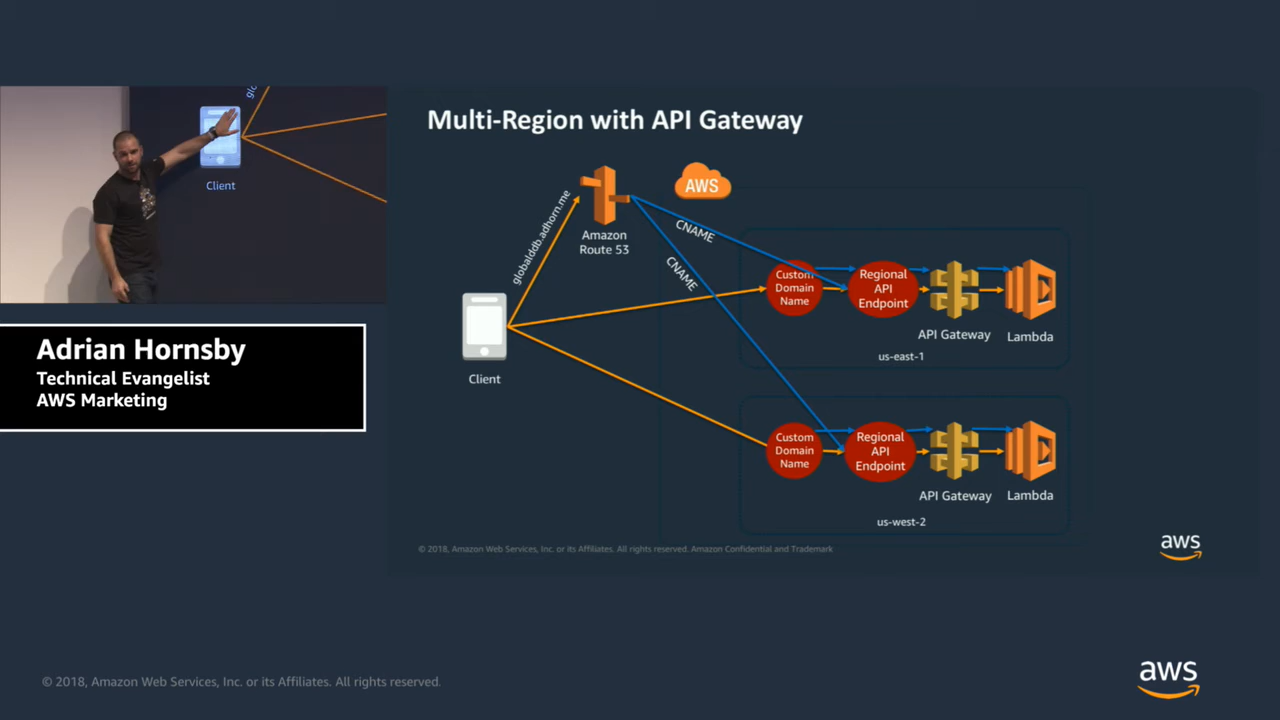 Multi-Region with API Gateway
AWS
globalddb.adhorn.me
Amazon
Route 53
CNAME
CNAME
Client
Custom
Domain
Name
Regional
API
Endpoint
API Gateway
Lambda
us-east-1
Custom
Domain
Name
Regional
API
Endpoint
API Gateway
Lambda
us-west-2
© 2018, Amazon Web Services, Inc. or its Affiliates. All rights reserved. Amazon Confidential and Trademark
aws
glo
Client
Adrian Hornsby
Technical Evangelist
AWS Marketing
© 2018, Amazon Web Services, Inc. or its Affiliates. All rights reserved.
aws